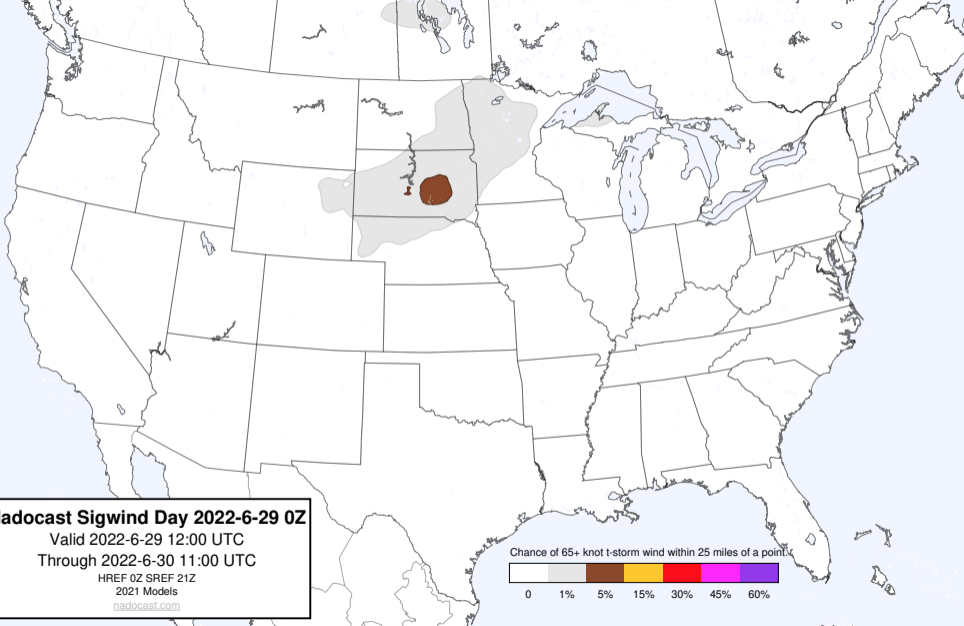 adocast Sigwind Day 2022-6-29 0Z
Valid 2022-6-29 12:00 UTC
Through 2022-6-30 11:00 UTC
HREF 0Z SREF 21Z
2021 Models
nadocast.com
Chance of 65+ knot t-storm wind within 25 miles of a point.
0 1% 5% 15% 30% 45% 60%